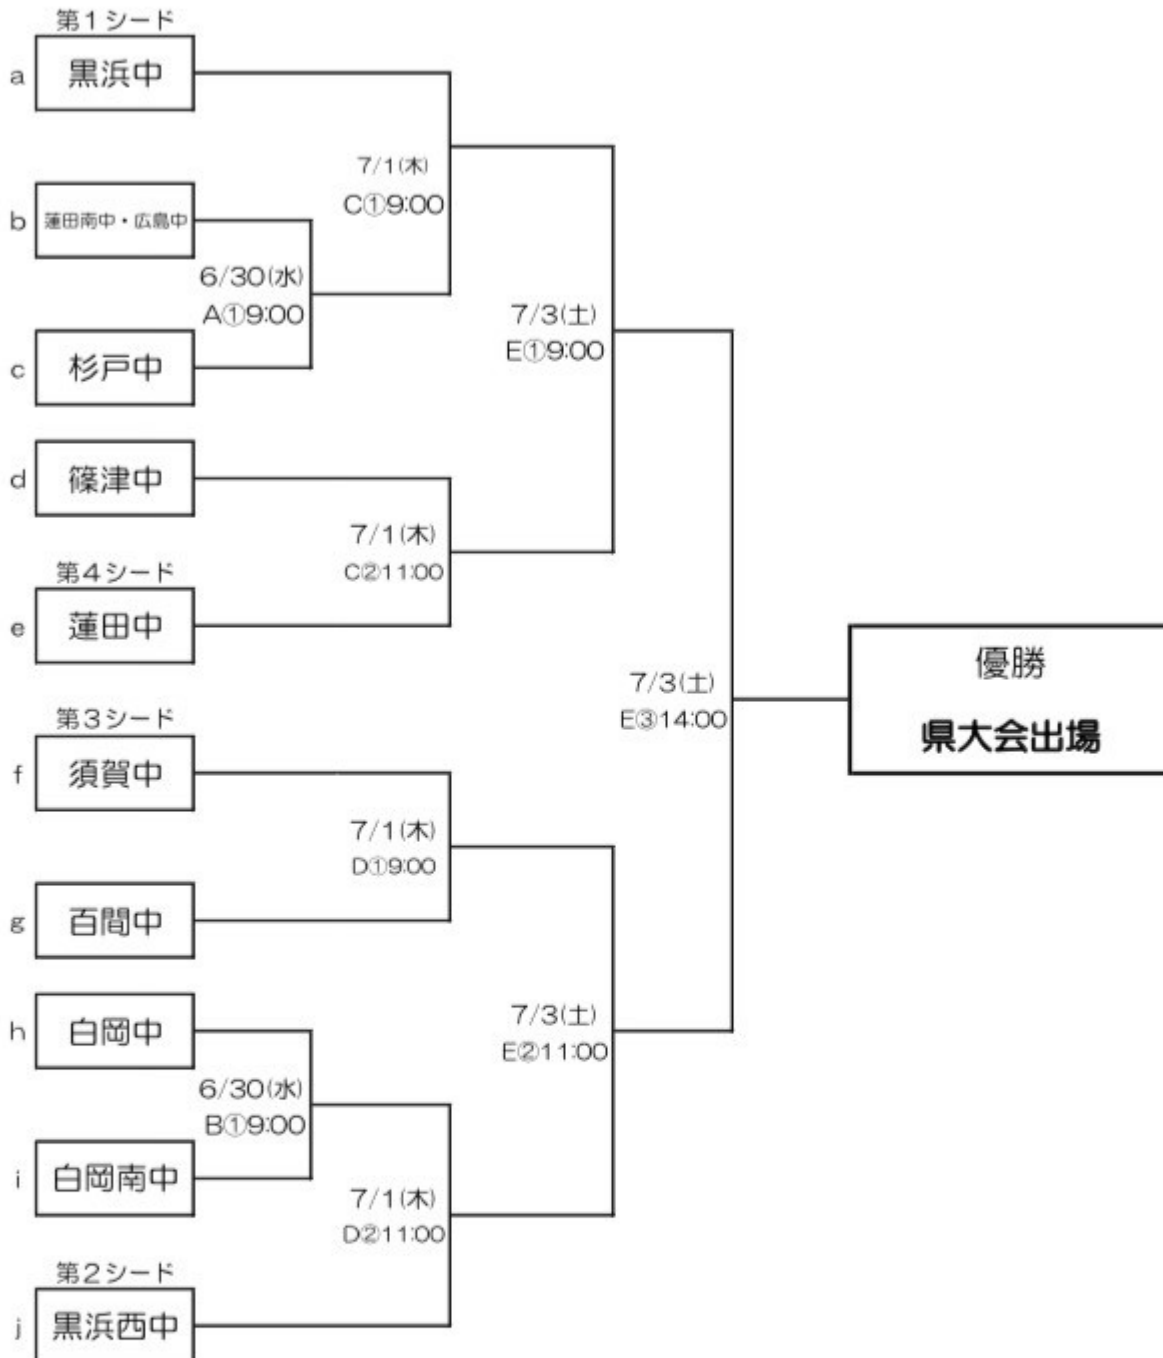 第1シード
a 黒浜中
7/1(木)
C①9:00
b 蓮田南中・広島中
6/30(水)
A①9:00
c 杉戸中
7/3(土)
E①9:00
d 篠津中
7/1(木)
C②11:00
第4シード
e 蓮田中
優勝
県大会出場
7/3(土)
E③14:00
第3シード
f 須賀中
7/1(木)
D①9:00
g 百間中
h 白岡中
7/3(土)
E②11:00
6/30(水)
B①9:00
i 白岡南中
7/1(木)
D②11:00
第2シード
j 黒浜西中